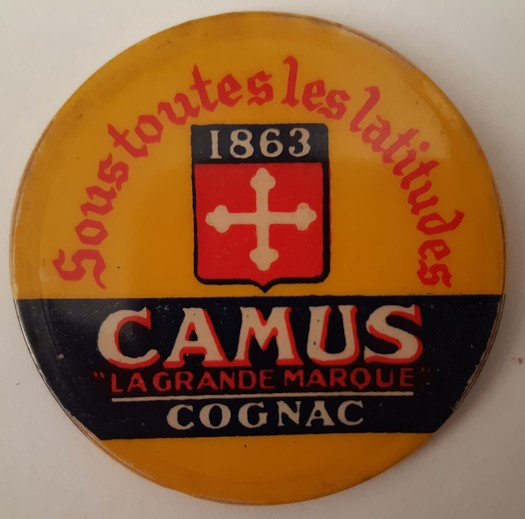 Sous toutes les latitudes
1863
CAMUS
"LA GRANDE MARQUE"
COGNAC